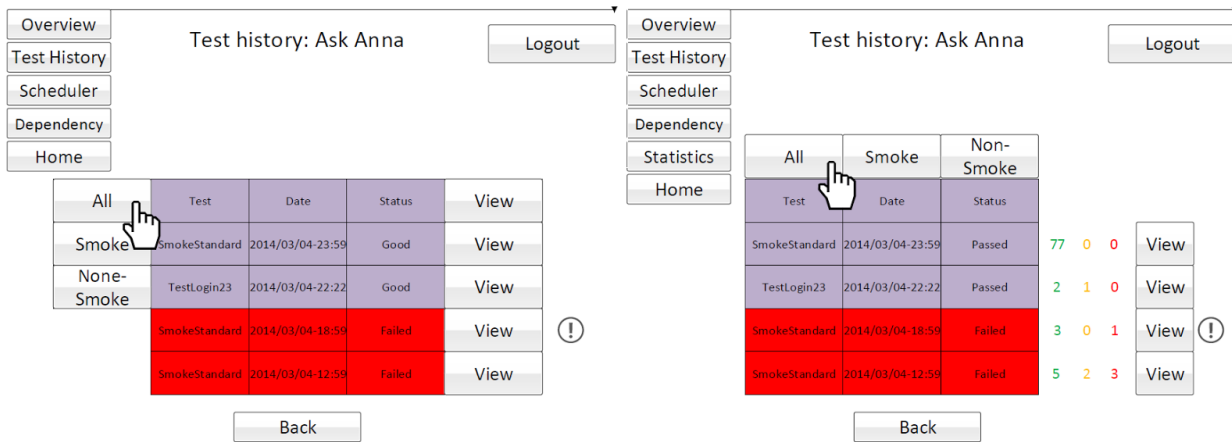 Overview
Test History
Scheduler
Dependency
Home
Test history: Ask Anna
Logout
All Test Date Status View
Smoke SmokeStandard 2014/03/04-23:59 Good View
None-
Smoke
TestLogin23 2014/03/04-22:22 Good View
SmokeStandard 2014/03/04-18:59 Failed View !
SmokeStandard 2014/03/04-12:59 Failed View
Back
Overview
Test History
Scheduler
Dependency
Statistics
Home
Test history: Ask Anna
Logout
All Smoke Non-
Smoke
Test Date Status
SmokeStandard 2014/03/04-23:59 Passed 77 0 0 View
TestLogin23 2014/03/04-22:22 Passed 2 1 0 View
SmokeStandard 2014/03/04-18:59 Failed 3 0 1 View !
SmokeStandard 2014/03/04-12:59 Failed 5 2 3 View
Back